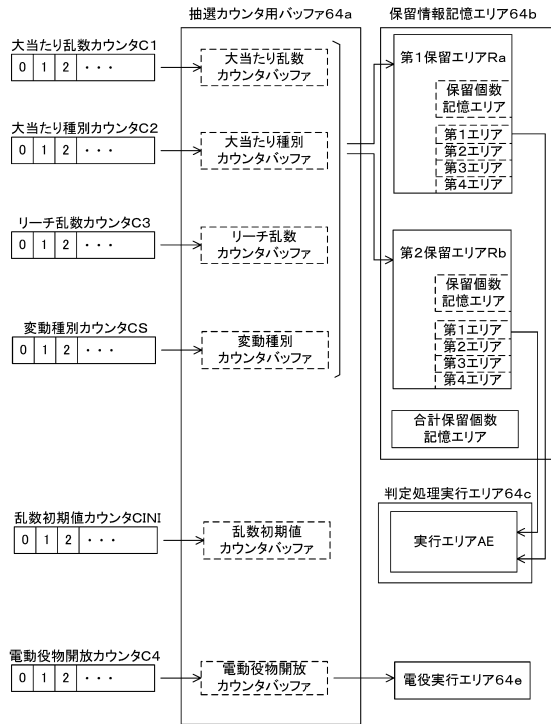 抽選カウンタ用バッファ64a
保留情報記憶エリア64b
大当たり乱数カウンタC1
0 1 2 ・・・
大当たり乱数
カウンタバッファ
大当たり種別カウンタC2
0 1 2 ・・・
大当たり種別
カウンタバッファ
リーチ乱数カウンタC3
0 1 2 ・・・
リーチ乱数
カウンタバッファ
変動種別カウンタCS
0 1 2 ・・・
変動種別
カウンタバッファ
第1保留エリアRa
保留個数
記憶エリア
第1エリア
第2エリア
第3エリア
第4エリア
第2保留エリアRb
保留個数
記憶エリア
第1エリア
第2エリア
第3エリア
第4エリア
合計保留個数
記憶エリア
乱数初期値カウンタCINI
0 1 2 ・・・
乱数初期値
カウンタバッファ
判定処理実行エリア64c
実行エリアAE
電動役物開放カウンタC4
0 1 2 ・・・
電動役物開放
カウンタバッファ
電役実行エリア64e